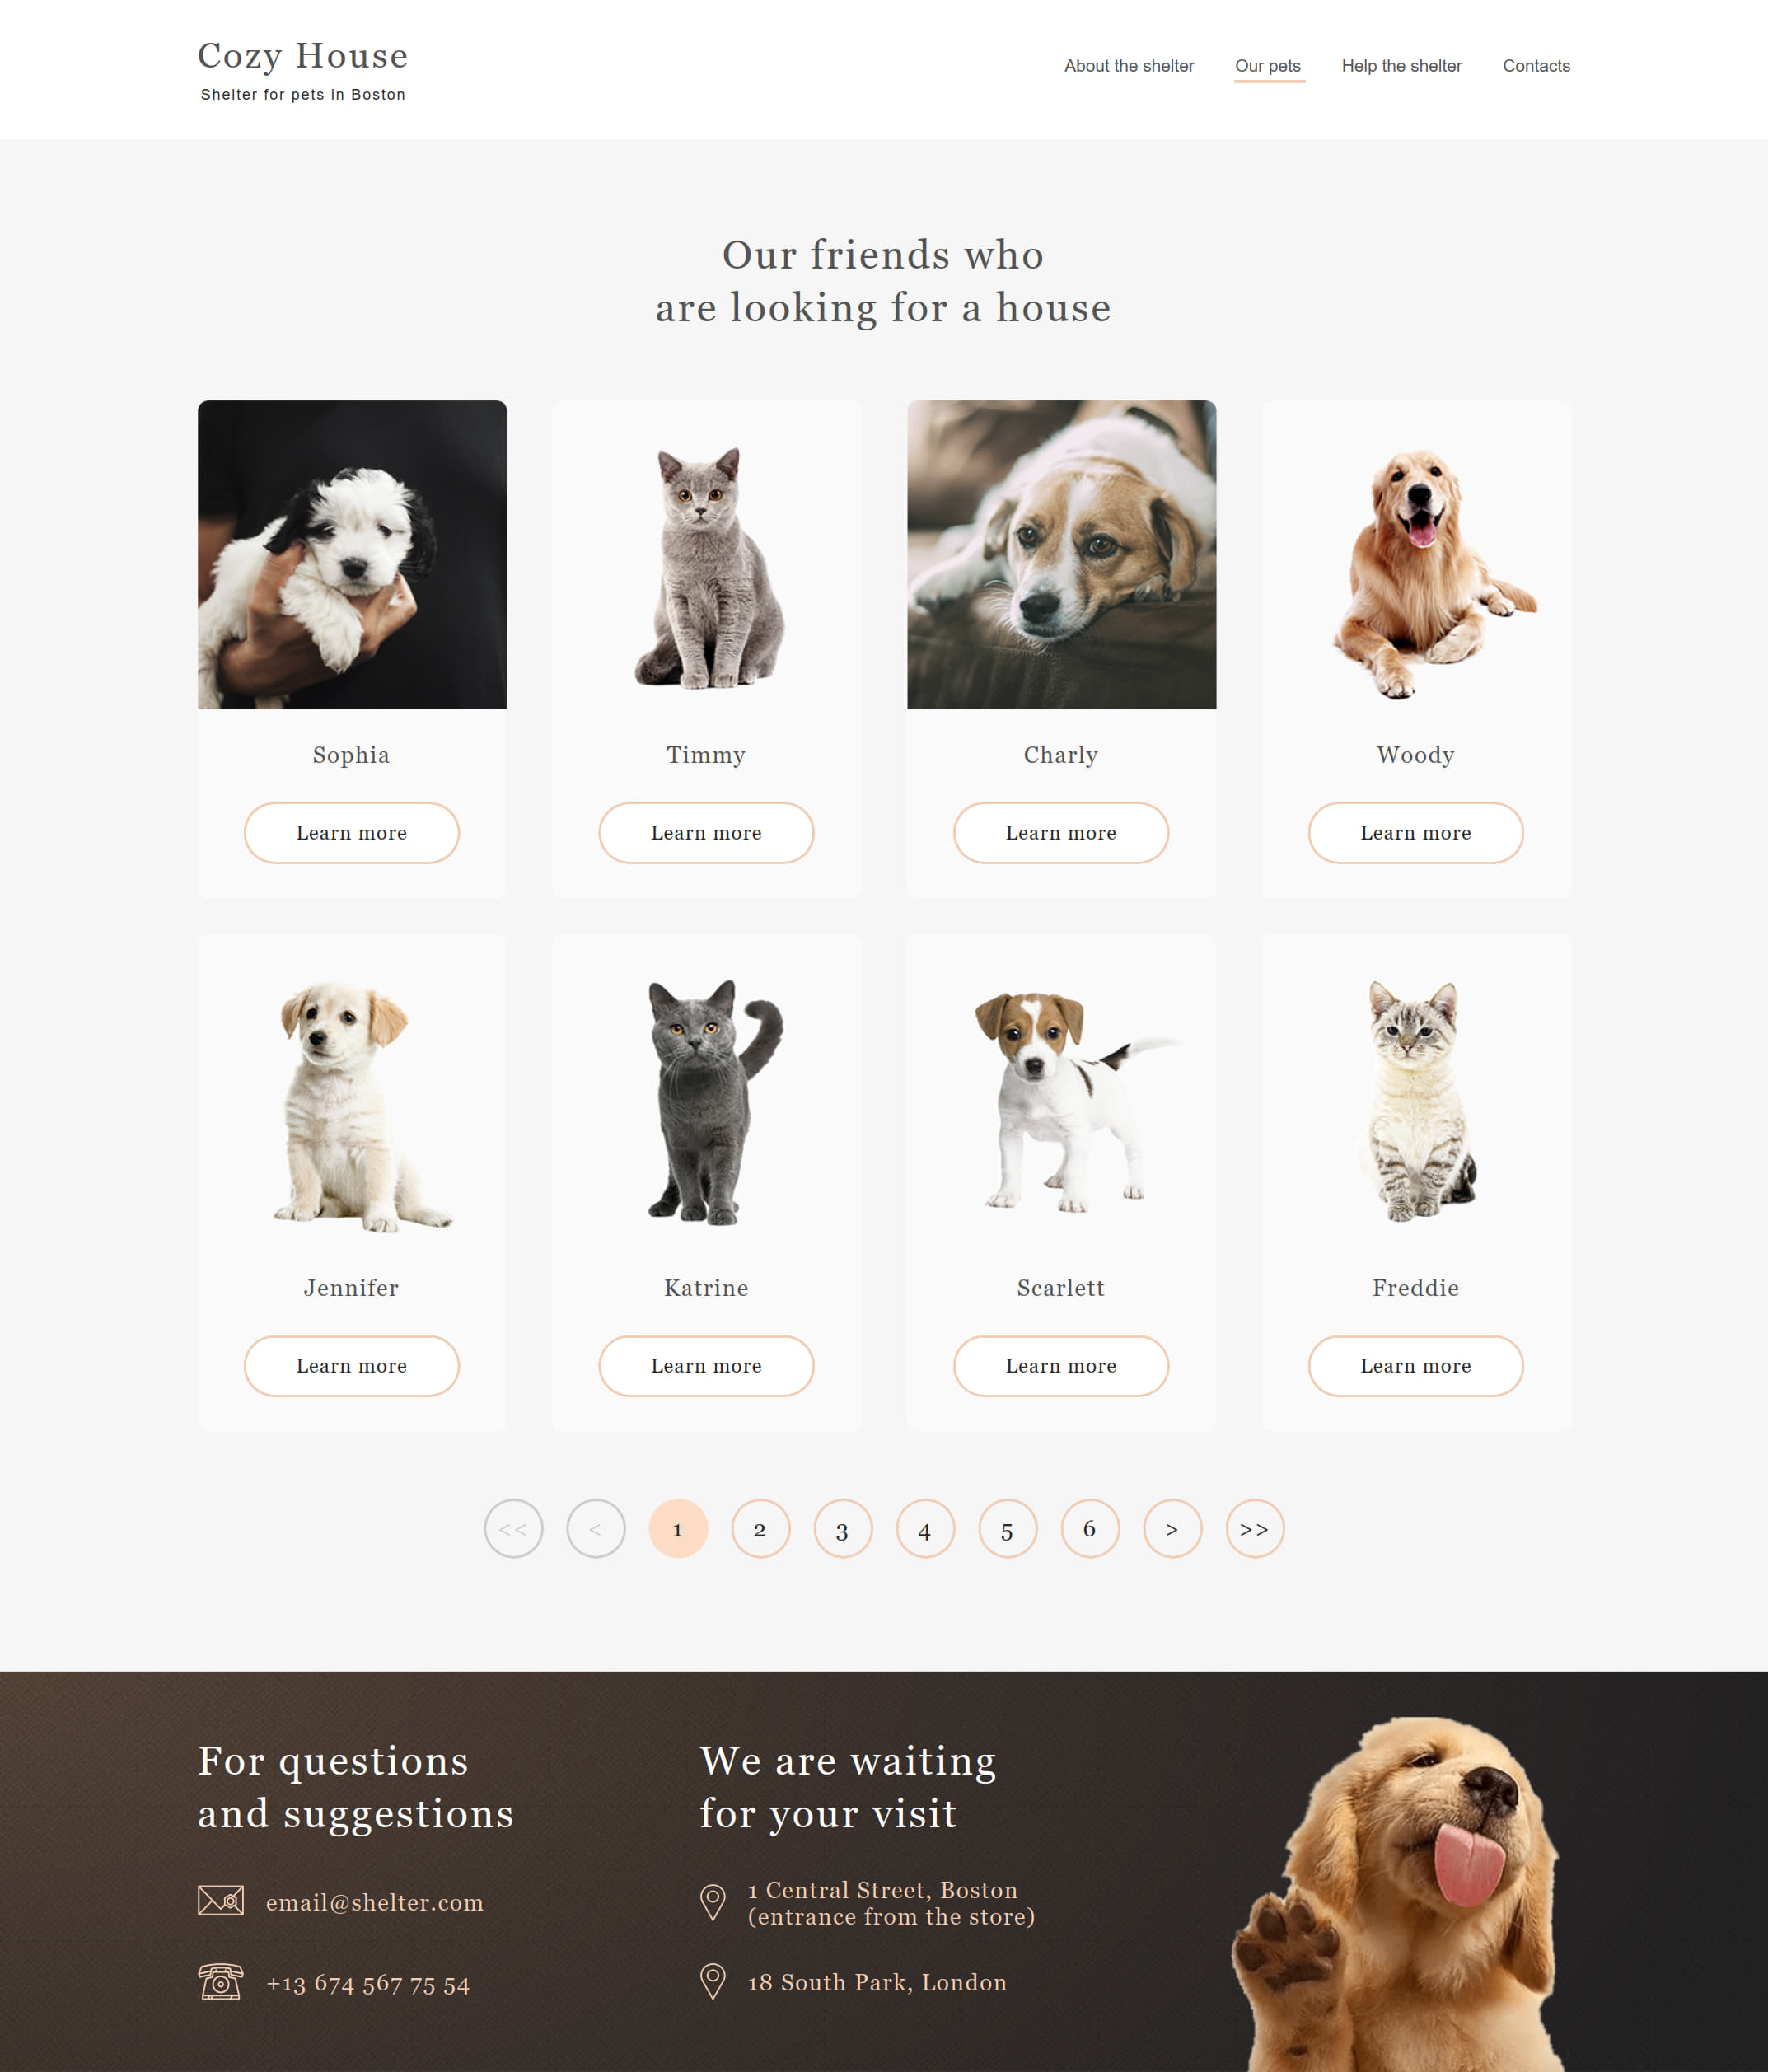 Cozy House
Shelter for pets in Boston
About the shelter
Our pets
Help the shelter
Contacts
Our friends who
are looking for a house
Sophia
Timmy
Charly
Woody
Learn more
Learn more
Learn more
Learn more
Jennifer
Katrine
Scarlett
Freddie
Learn more
Learn more
Learn more
Learn more
<<
<
1
2
3
4
5
6
>
>>
For questions
and suggestions
email@shelter.com
+13 674 567 75 54
We are waiting
for your visit
1 Central Street, Boston
(entrance from the store)
18 South Park, London